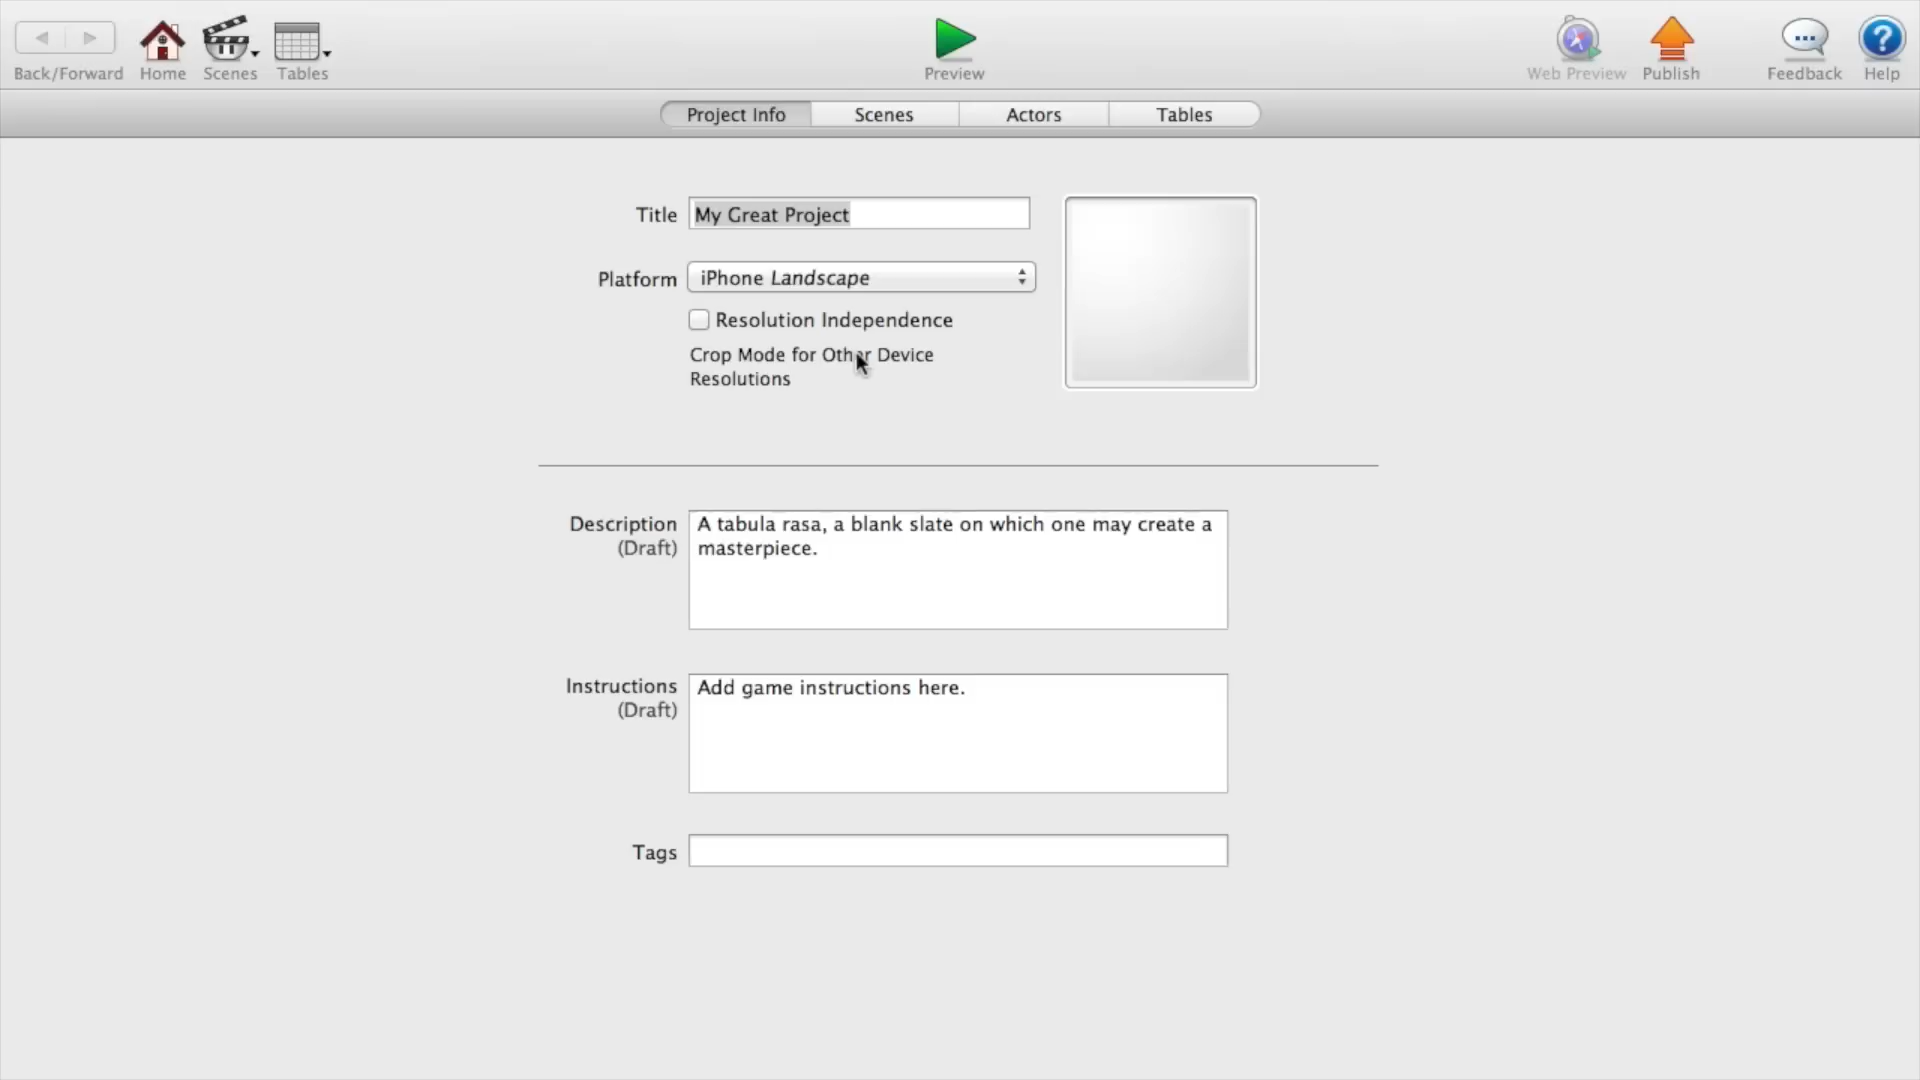 Back/Forward Home Scenes Tables Preview Web Preview Publish Feedback Help
Project Info Scenes Actors Tables
Title My Great Project
Platform iPhone Landscape
Resolution Independence
Crop Mode for Other Device
Resolutions
Description A tabula rasa, a blank slate on which one may create a
(Draft) masterpiece.
Instructions Add game instructions here.
(Draft)
Tags